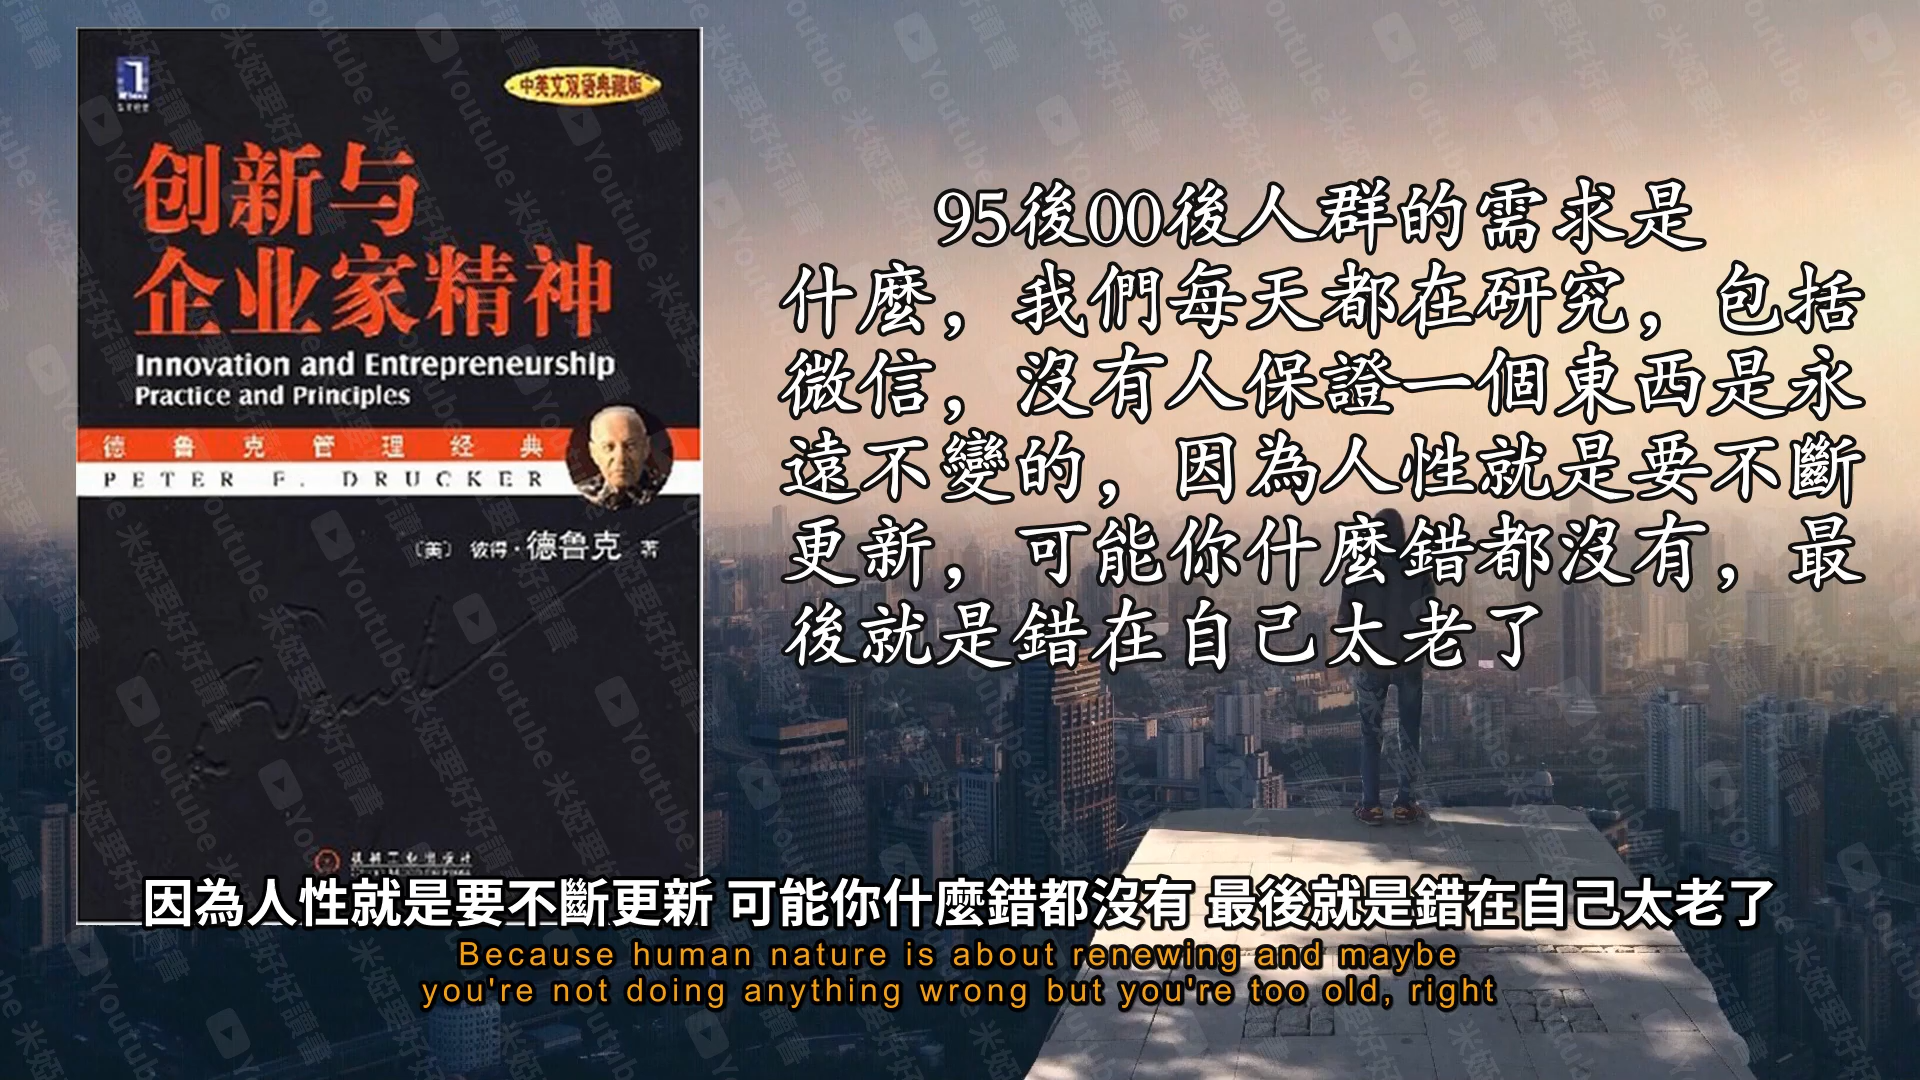 中英文双语典藏版
创新与
企业家精神
Innovation and Entrepreneurship
Practice and Principles
德鲁克管理经典
PETER F. DRUCKER
〔美〕 彼得·德鲁克 著
95後00後人群的需求是
什麼，我們每天都在研究，包括
微信，沒有人保證一個東西是永
遠不變的，因為人性就是要不斷
更新，可能你什麼錯都沒有，最
後就是錯在自己太老了
因為人性就是要不斷更新 可能你什麼錯都沒有 最後就是錯在自己太老了
Because human nature is about renewing and maybe
you're not doing anything wrong but you're too old, right
Youtube 米婭要好好讀書